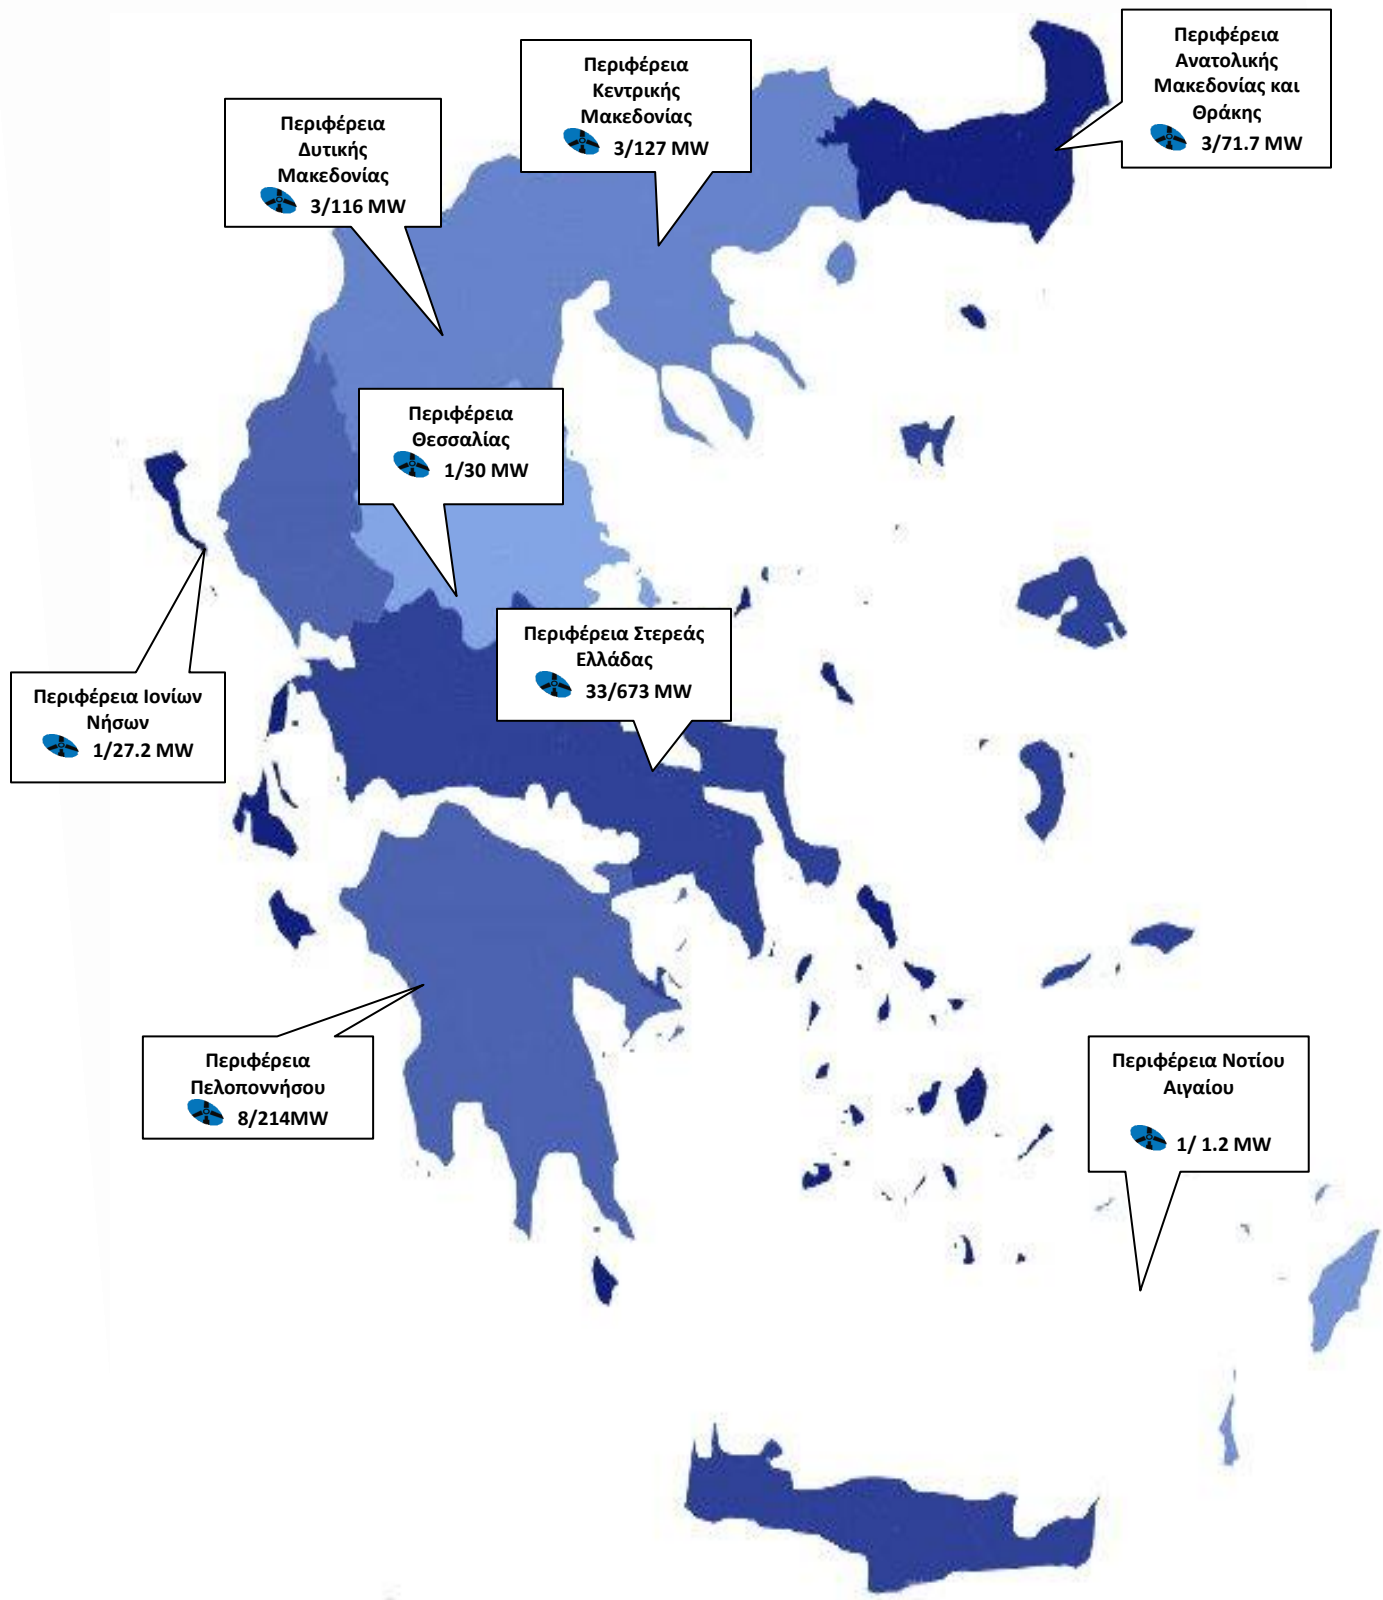 Περιφέρεια
Ανατολικής
Μακεδονίας και
Θράκης
3/71.7 MW
Περιφέρεια
Κεντρικής
Μακεδονίας
3/127 MW
Περιφέρεια
Δυτικής
Μακεδονίας
3/116 MW
Περιφέρεια
Θεσσαλίας
1/30 MW
Περιφέρεια Στερεάς
Ελλάδας
33/673 MW
Περιφέρεια Ιονίων
Νήσων
1/27.2 MW
Περιφέρεια
Πελοποννήσου
8/214MW
Περιφέρεια Νοτίου
Αιγαίου
1/ 1.2 MW